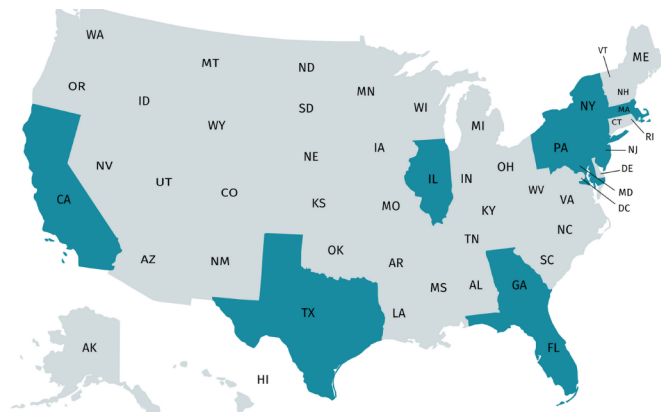 WA
MT
ND
VT
ME
OR
ID
MN
NH
SD
WI
NY
MA
WY
MI
CT
RI
NE
IA
PA
NJ
NV
OH
UT
CO
IL
IN
DE
CA
KS
MO
WV
VA
MD
KY
DC
NC
AZ
NM
OK
TN
AR
SC
MS
AL
GA
TX
LA
AK
FL
HI